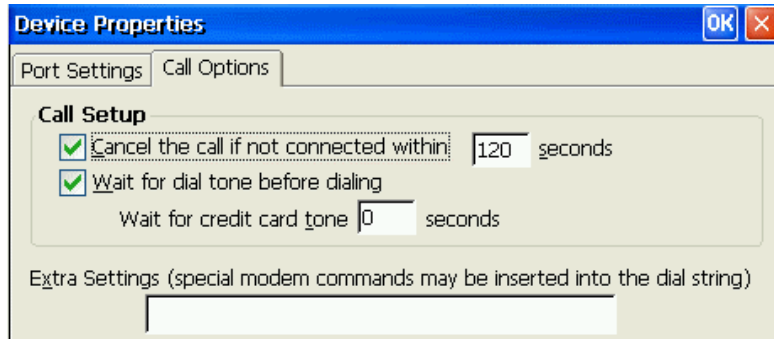 Device Properties OK
Port Settings Call Options
Call Setup
Cancel the call if not connected within 120 seconds
Wait for dial tone before dialing
Wait for credit card tone 0 seconds
Extra Settings (special modem commands may be inserted into the dial string)